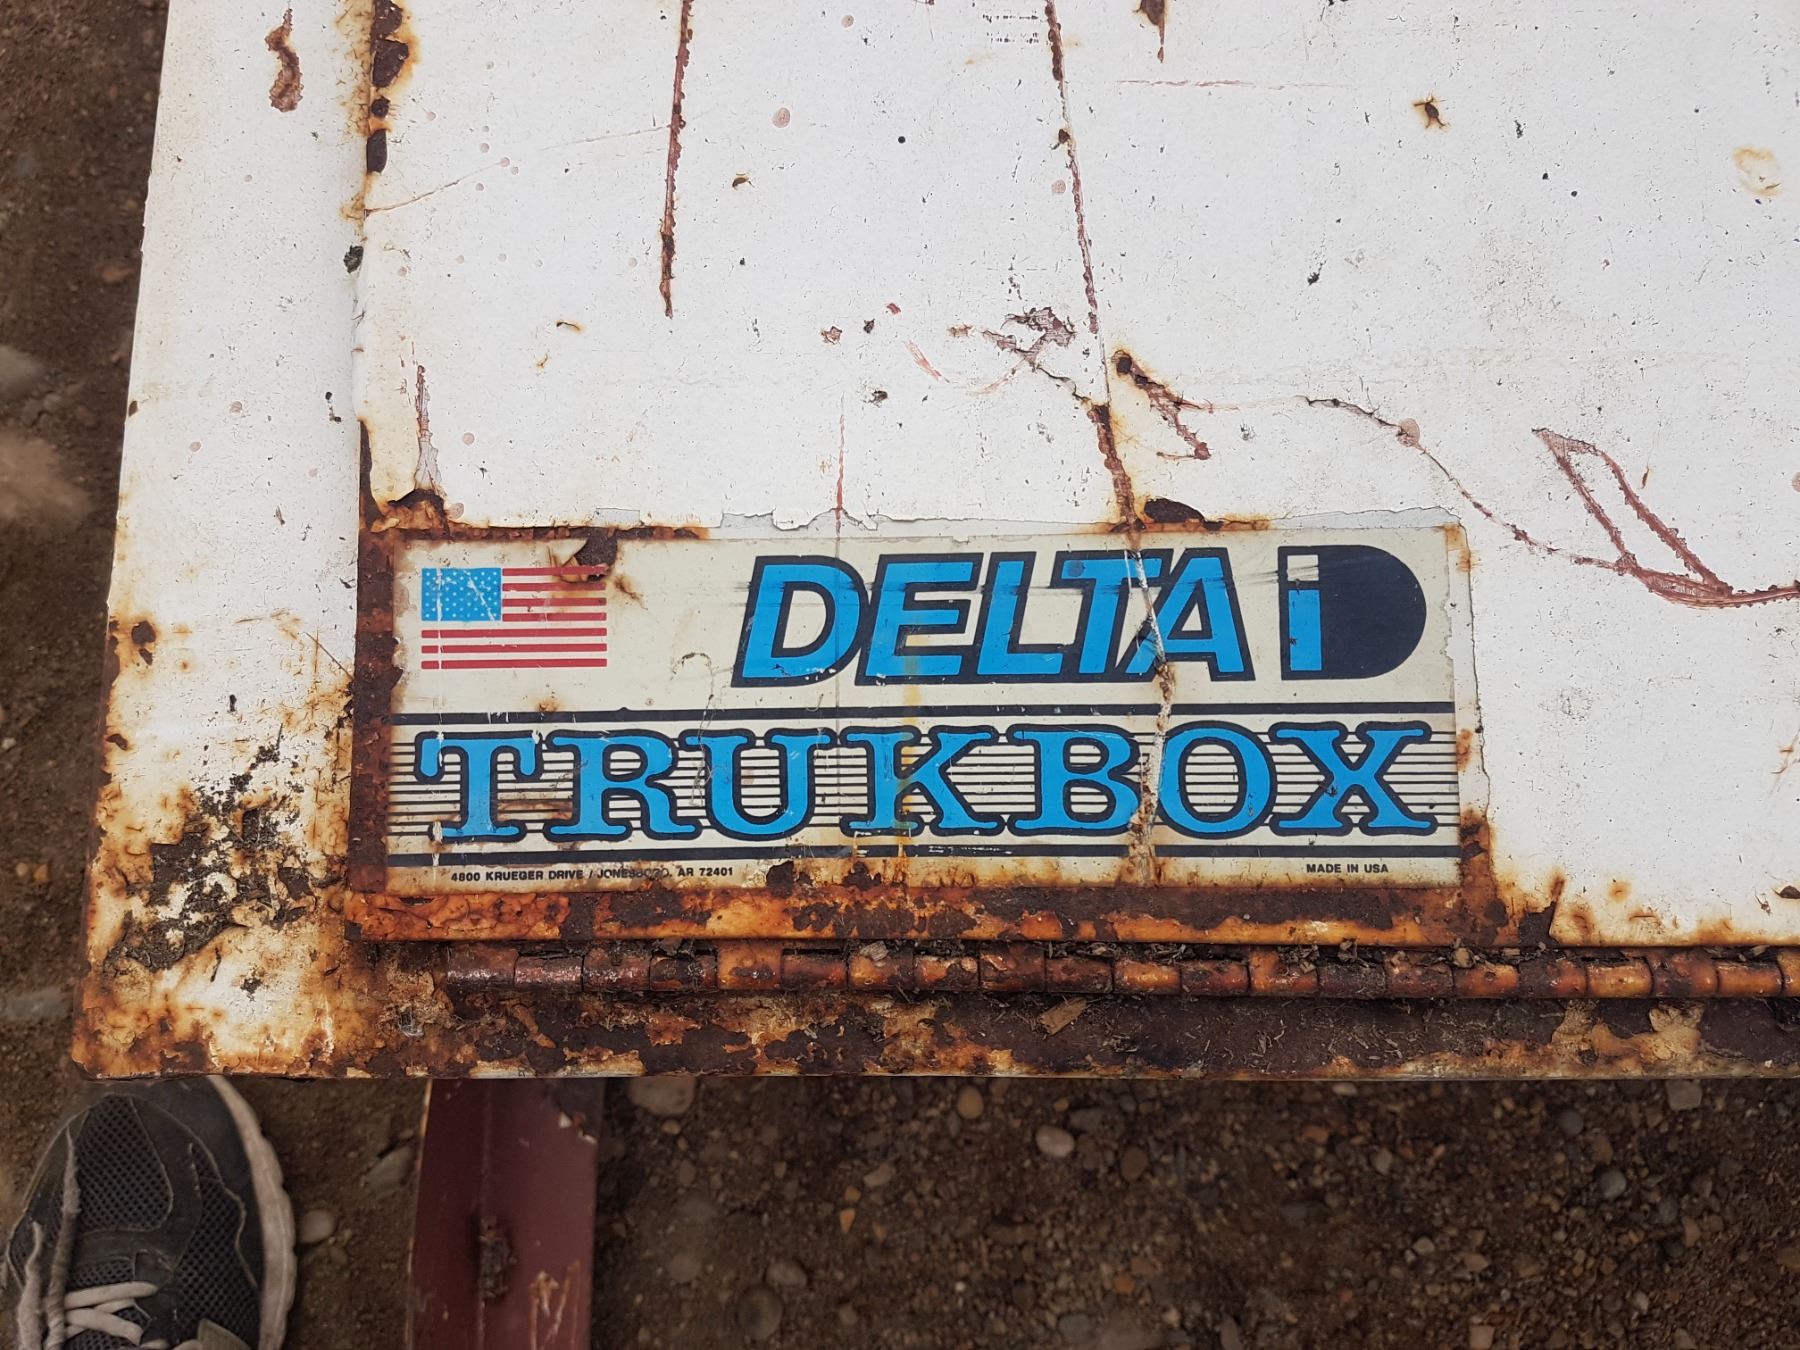 DELTA
TRUKBOX
4800 KRUEGER DRIVE / JONESBORO, AR 72401
MADE IN USA